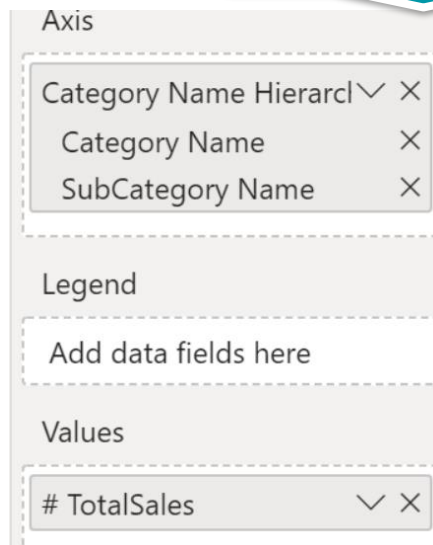 Axis
Category Name Hierarcl
Category Name
SubCategory Name
Legend
Add data fields here
Values
# TotalSales